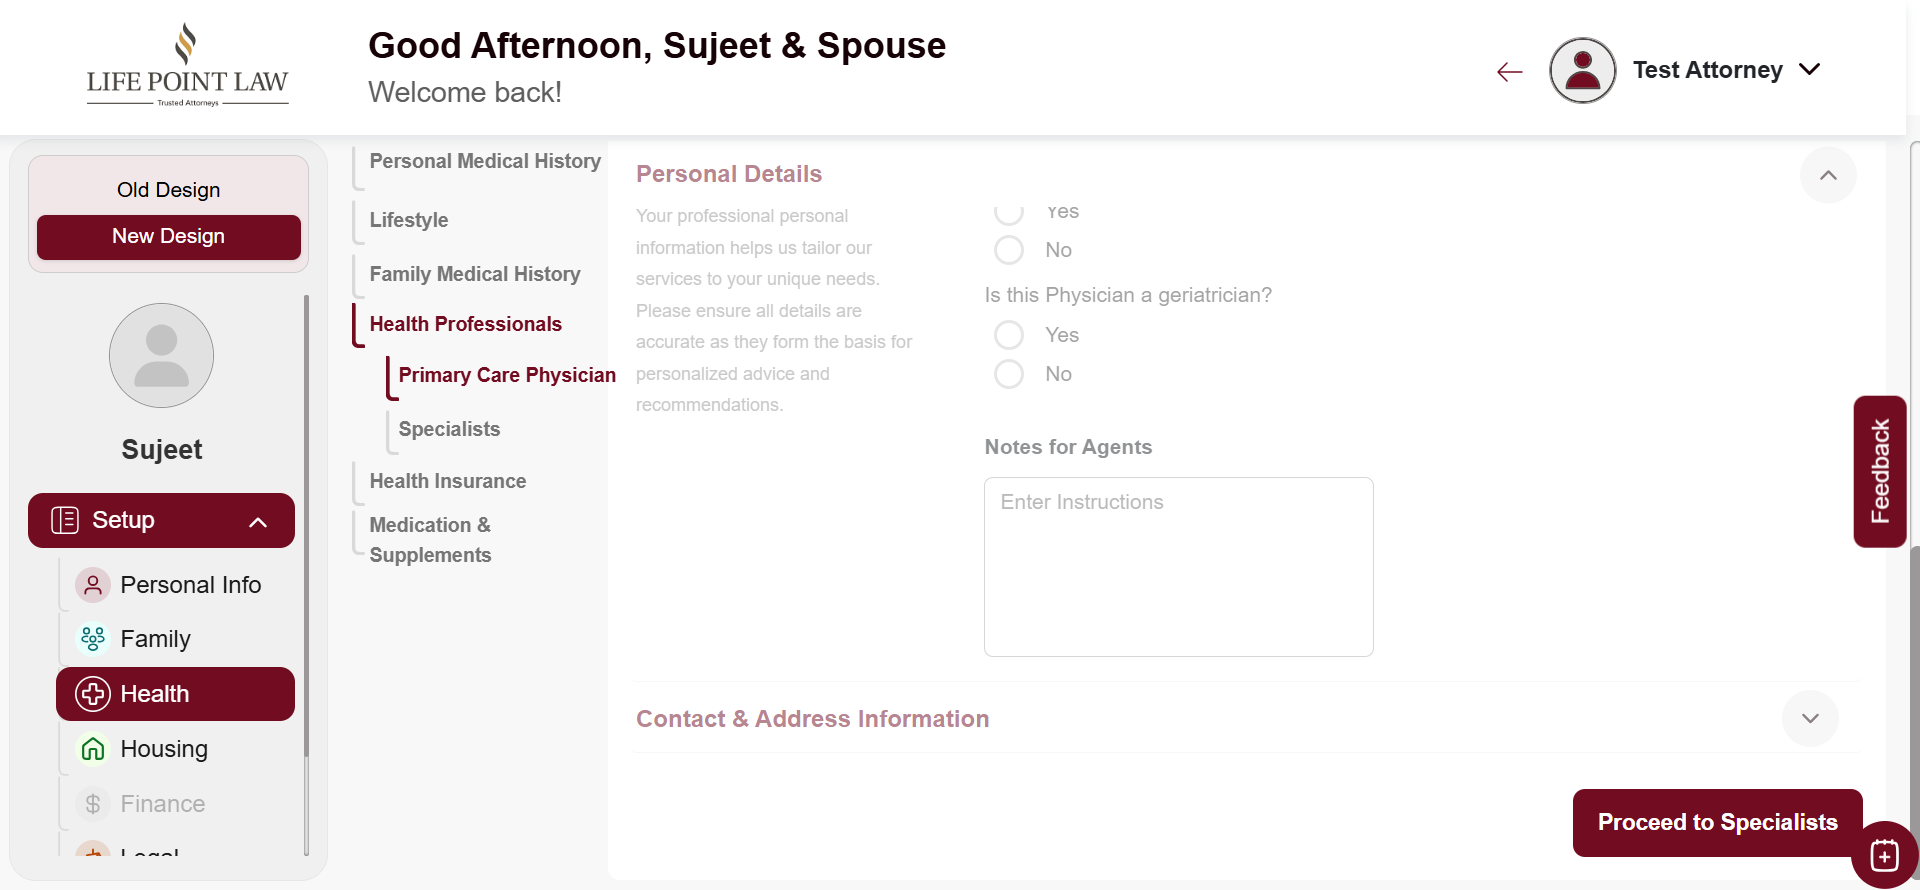 LIFE POINT LAW
Trusted Attorneys
Good Afternoon, Sujeet & Spouse
Welcome back!
Test Attorney
Old Design
New Design
Sujeet
Setup
Personal Info
Family
Health
Housing
Finance
Legal
Personal Medical History
Lifestyle
Family Medical History
Health Professionals
Primary Care Physician
Specialists
Health Insurance
Medication &
Supplements
Personal Details
Your professional personal
information helps us tailor our
services to your unique needs.
Please ensure all details are
accurate as they form the basis for
personalized advice and
recommendations.
Yes
No
Is this Physician a geriatrician?
Yes
No
Notes for Agents
Enter Instructions
Contact & Address Information
Proceed to Specialists
Feedback